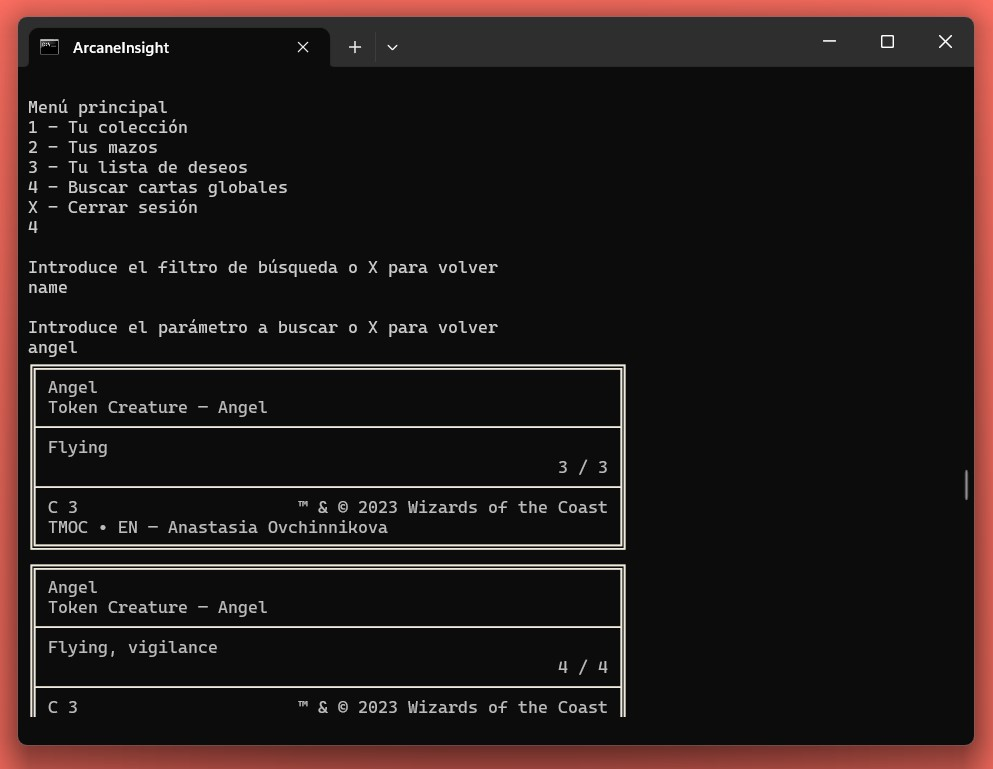 ArcaneInsight
Menú principal
1 – Tu colección
2 – Tus mazos
3 – Tu lista de deseos
4 – Buscar cartas globales
X – Cerrar sesión
4
Introduce el filtro de búsqueda o X para volver
name
Introduce el parámetro a buscar o X para volver
angel
Angel
Token Creature — Angel
Flying
3 / 3
C 3 ™ & © 2023 Wizards of the Coast
TMOC • EN — Anastasia Ovchinnikova
Angel
Token Creature — Angel
Flying, vigilance
4 / 4
C 3 ™ & © 2023 Wizards of the Coast